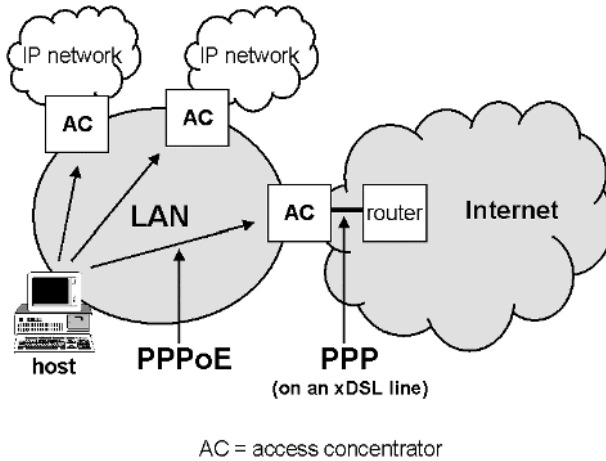 IP network
IP network
AC
AC
LAN
AC
router
Internet
host
PPPoE
PPP
(on an xDSL line)
AC = access concentrator